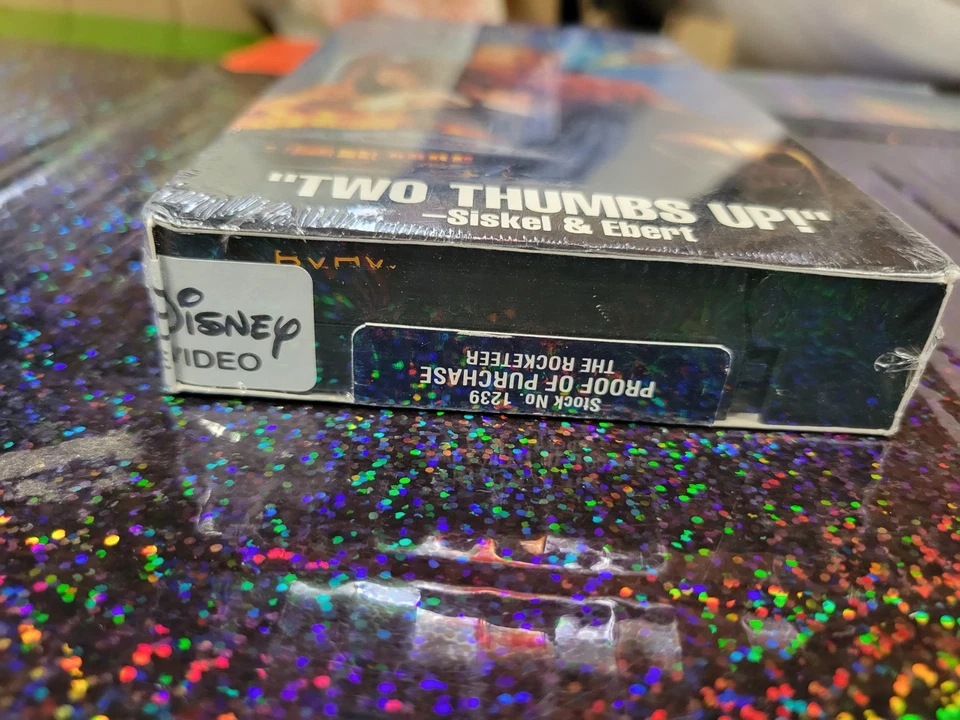 "TWO THUMBS UP!"
–Siskel & Ebert
DISNEY
VIDEO
Stock No. 1239
PROOF OF PURCHASE
THE ROCKETEER